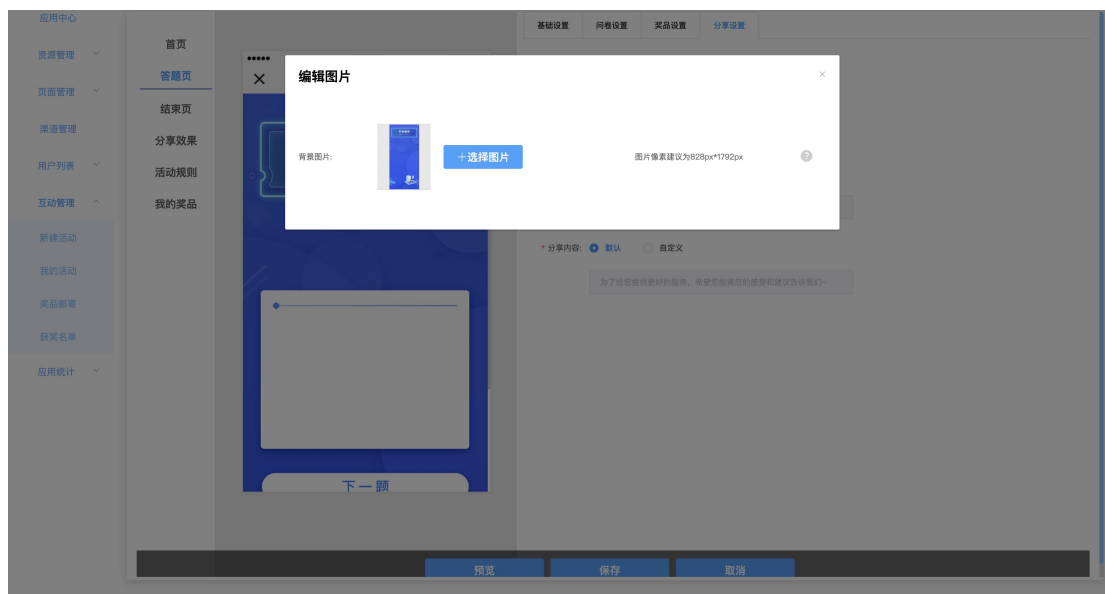 应用中心
资源管理
页面管理
渠道管理
用户列表
互动管理
新建活动
我的活动
奖品邮寄
获奖名单
应用统计
首页
答题页
结束页
分享效果
活动规则
我的奖品
基础设置 问卷设置 奖品设置 分享设置
编辑图片 ×
背景图片: +选择图片 图片像素建议为828px*1792px ?
* 分享内容: 默认 自定义
为了给您提供更好的服务，希望您能将您的感受和建议告诉我们~
下一题
预览 保存 取消